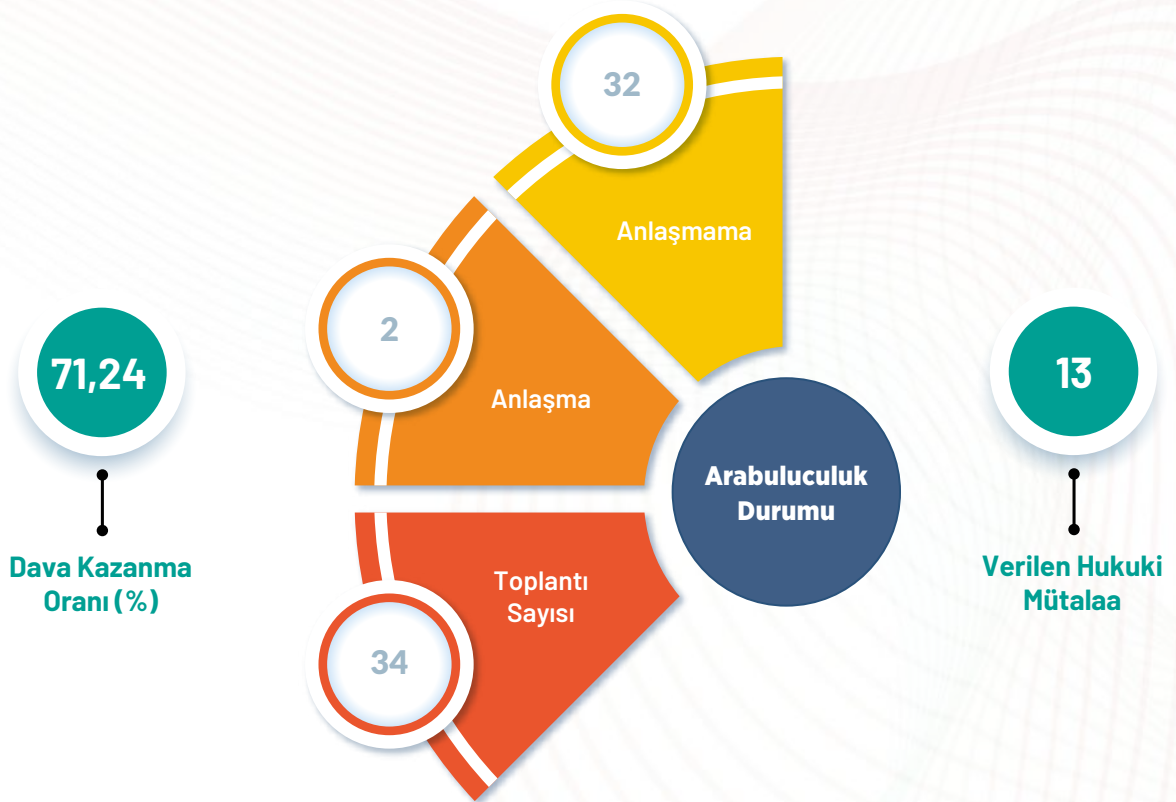 32
Anlaşmama
2
Anlaşma
71,24
Dava Kazanma
Oranı (%)
13
Verilen Hukuki
Mütalaa
Arabuluculuk
Durumu
Toplantı
Sayısı
34